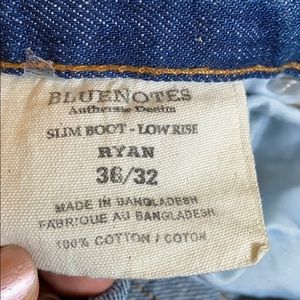 BLUENOTES
Authentic Denim
SLIM BOOT - LOW RISE
RYAN
36/32
MADE IN BANGLADESH
FABRIQUE AU BANGLADESH
100% COTTON / COTON